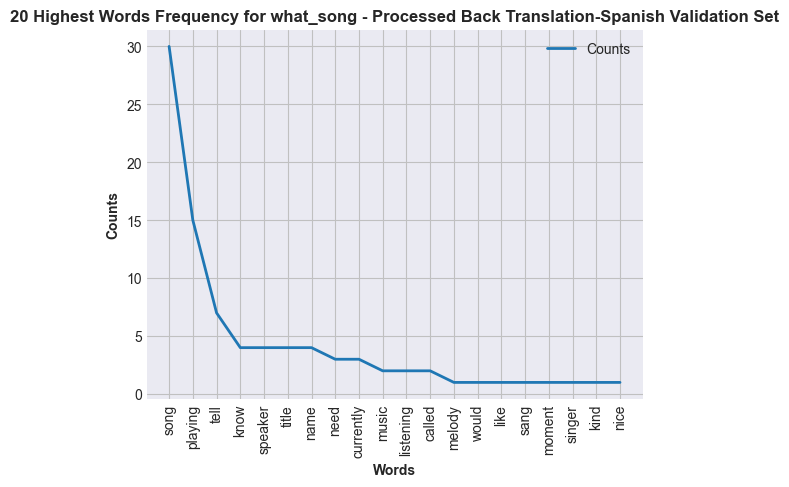 20 Highest Words Frequency for what_song - Processed Back Translation-Spanish Validation Set
Counts
30
25
20
15
10
5
0
Counts
song
playing
tell
know
speaker
title
name
need
currently
music
listening
called
melody
would
like
sang
moment
singer
kind
nice
Words